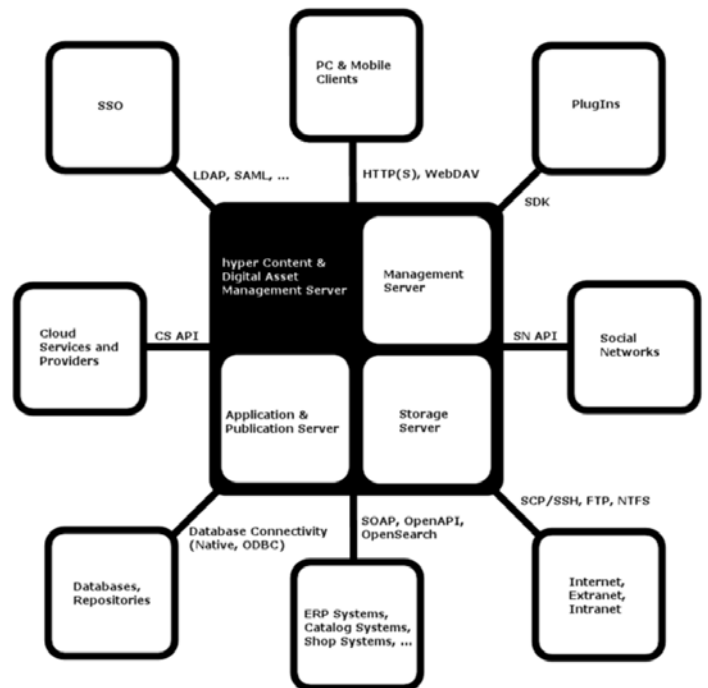 PC & Mobile
Clients
SSO
PlugIns
LDAP, SAML, ...
HTTP(S), WebDAV
SDK
hyper Content &
Digital Asset
Management Server
Management
Server
Cloud
Services and
Providers
CS API
SN API
Social
Networks
Application &
Publication Server
Storage
Server
SCP/SSH, FTP, NTFS
Database Connectivity
(Native, ODBC)
SOAP, OpenAPI,
OpenSearch
Databases,
Repositories
ERP Systems,
Catalog Systems,
Shop Systems, ...
Internet,
Extranet,
Intranet